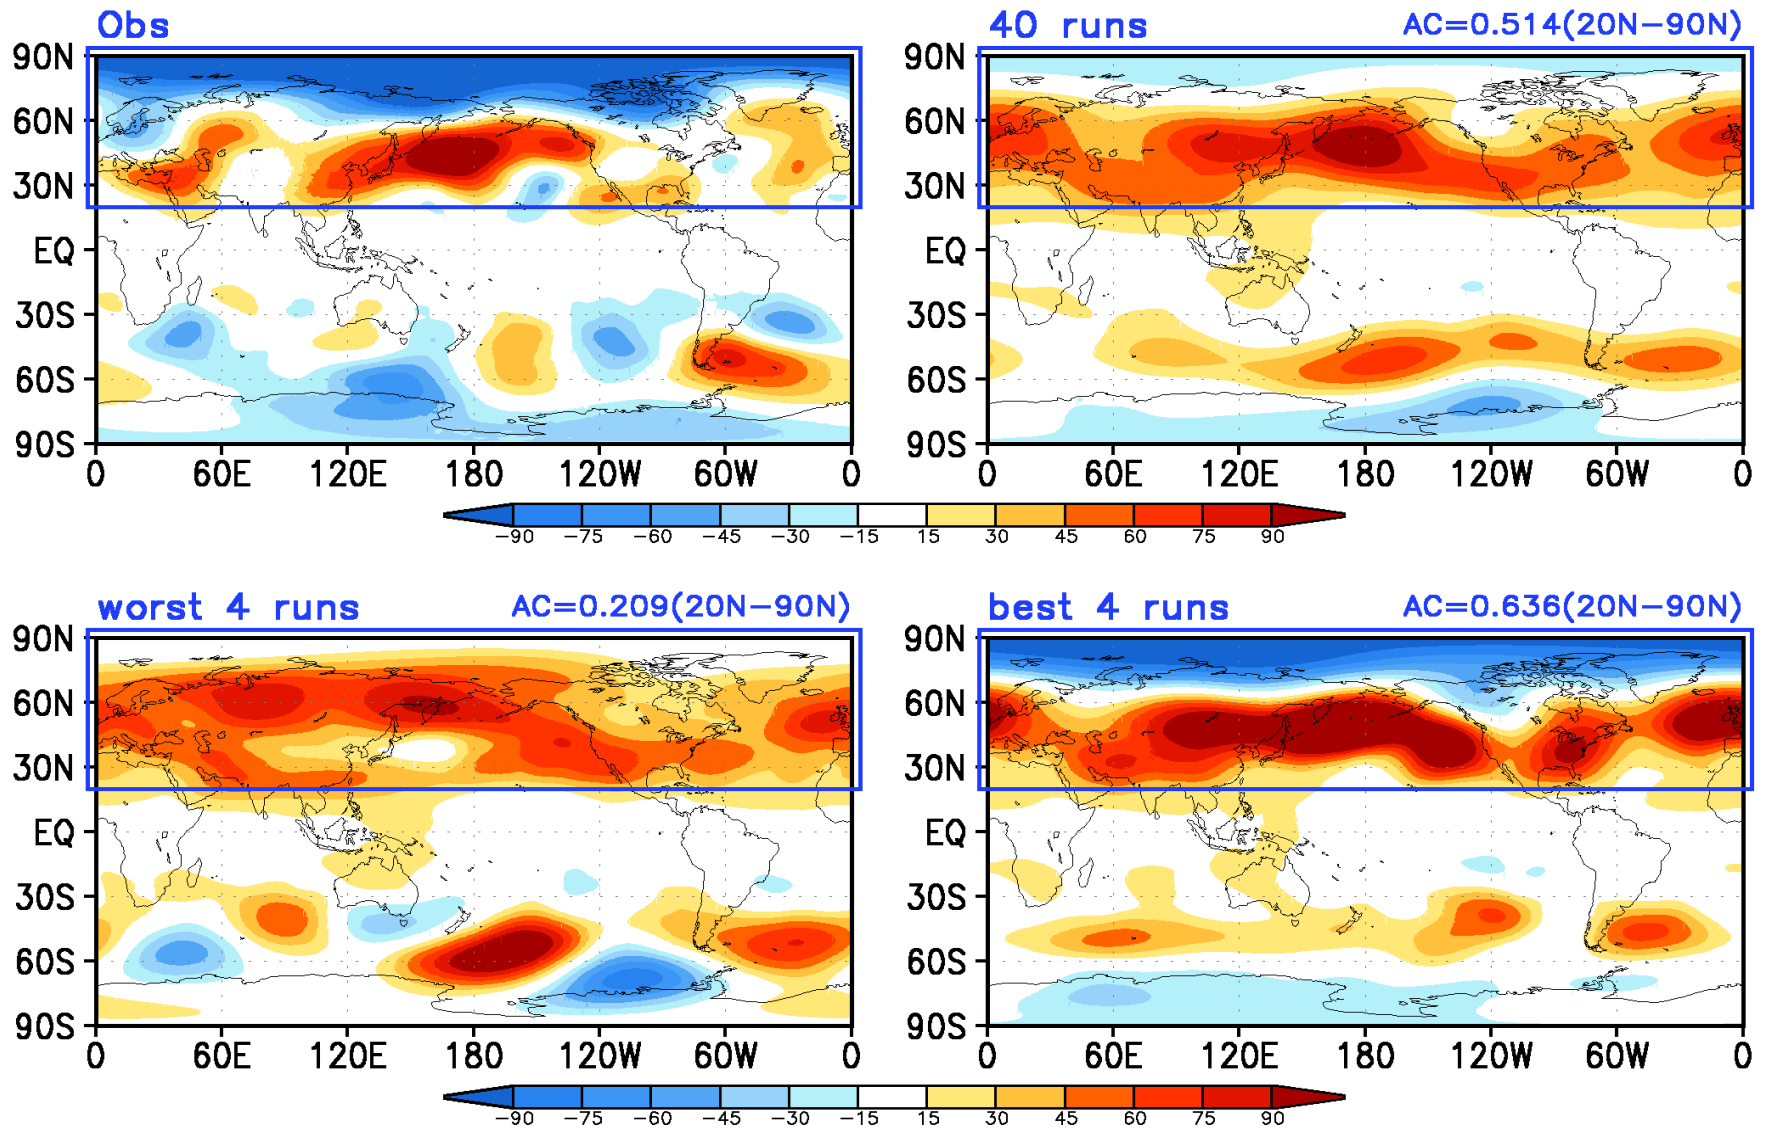 Obs
40 runs AC=0.514(20N−90N)
90N 90N
60N 60N
30N 30N
EQ EQ
30S 30S
60S 60S
90S 90S
0 60E 120E 180 120W 60W 0 0 60E 120E 180 120W 60W 0
−90 −75 −60 −45 −30 −15 15 30 45 60 75 90
worst 4 runs AC=0.209(20N−90N)
best 4 runs AC=0.636(20N−90N)
90N 90N
60N 60N
30N 30N
EQ EQ
30S 30S
60S 60S
90S 90S
0 60E 120E 180 120W 60W 0 0 60E 120E 180 120W 60W 0
−90 −75 −60 −45 −30 −15 15 30 45 60 75 90